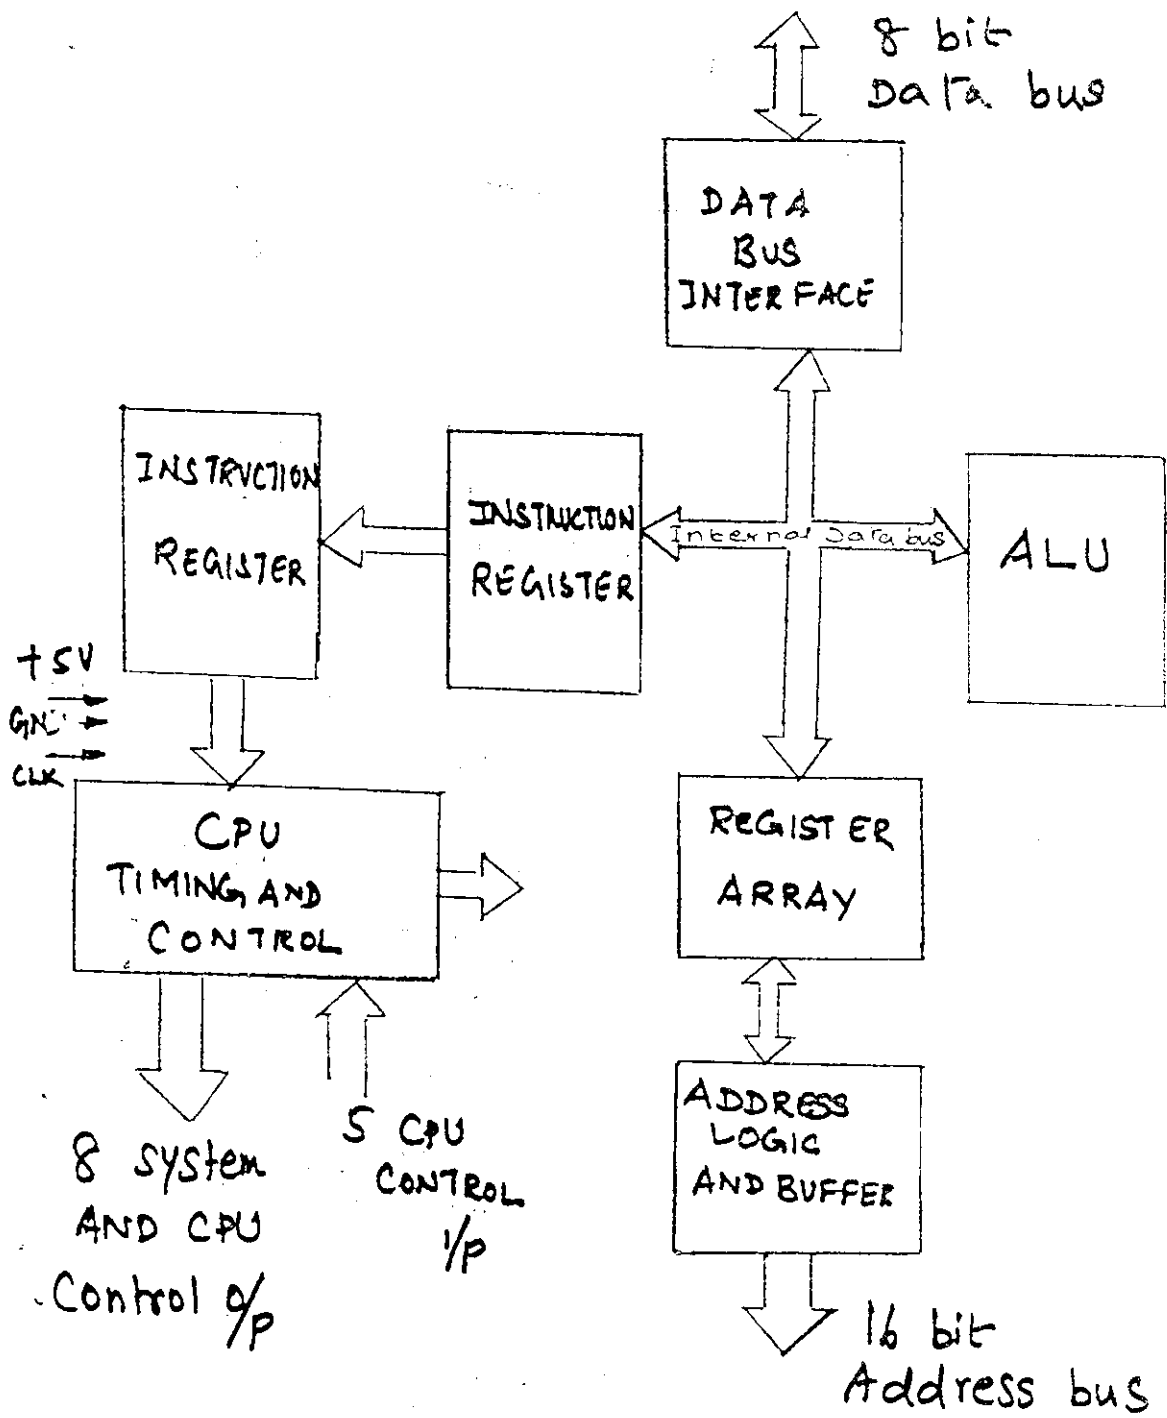 8 bit
Data bus
DATA
BUS
INTERFACE
INSTRUCTION
REGISTER
INSTRUCTION
REGISTER
Internal Data bus
ALU
+5V
GN
CLK
CPU
TIMING AND
CONTROL
REGISTER
ARRAY
8 system
AND CPU
Control o/p
5 CPU
CONTROL
I/P
ADDRESS
LOGIC
AND BUFFER
16 bit
Address bus